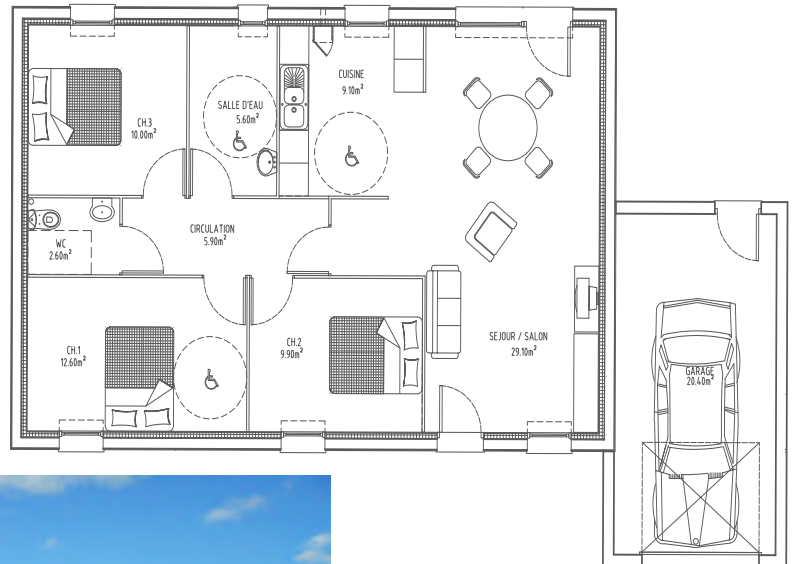 CH.3
10.00m²
SALLE D'EAU
5.60m²
CUISINE
9.10m²
WC
2.60m²
CIRCULATION
5.90m²
CH.1
12.60m²
CH.2
9.90m²
SEJOUR / SALON
29.10m²
GARAGE
20.40m²